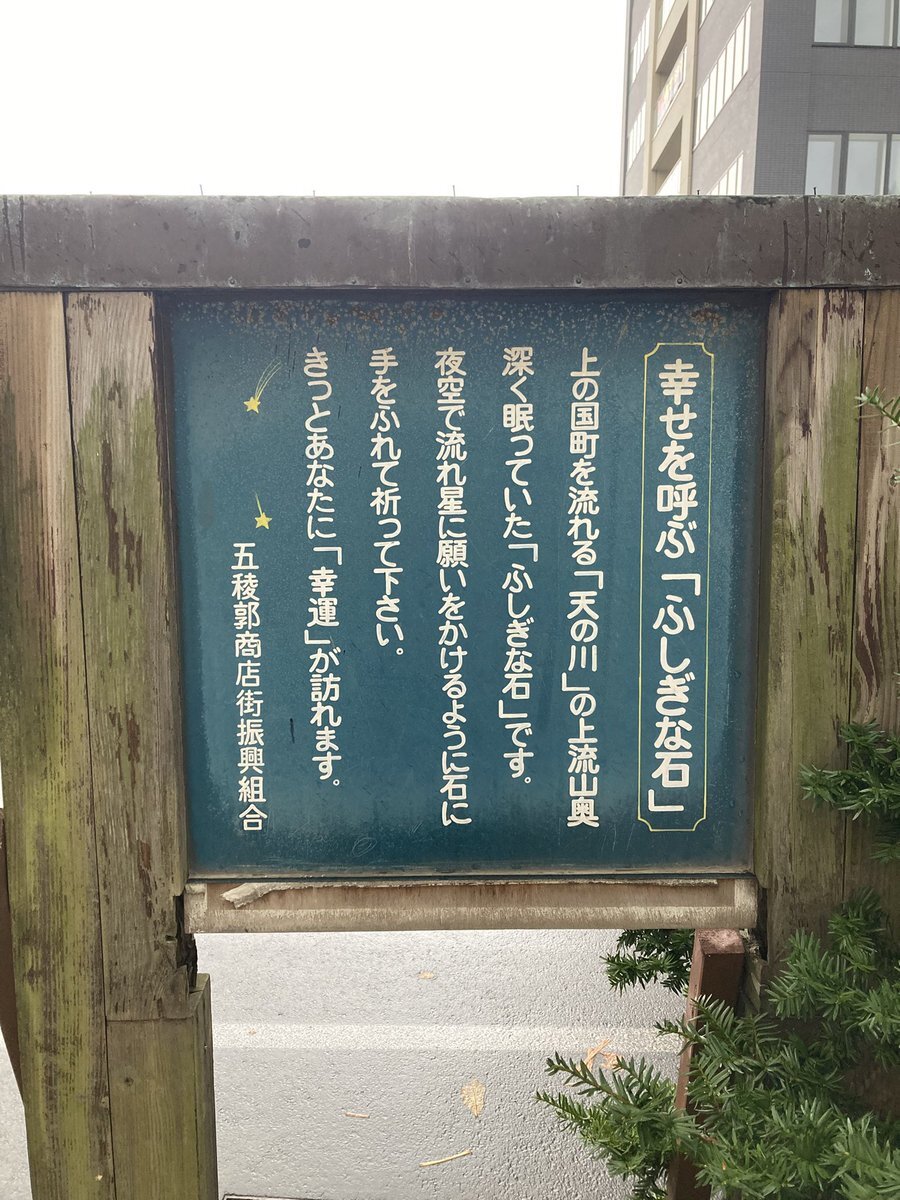 幸せを呼ぶ「ふしぎな石」
上の国町を流れる「天の川」の上流山奥
深く眠っていた「ふしぎな石」です。
夜空で流れ星に願いをかけるように石に
手をふれて祈って下さい。
きっとあなたに「幸運」が訪れます。
五稜郭商店街振興組合